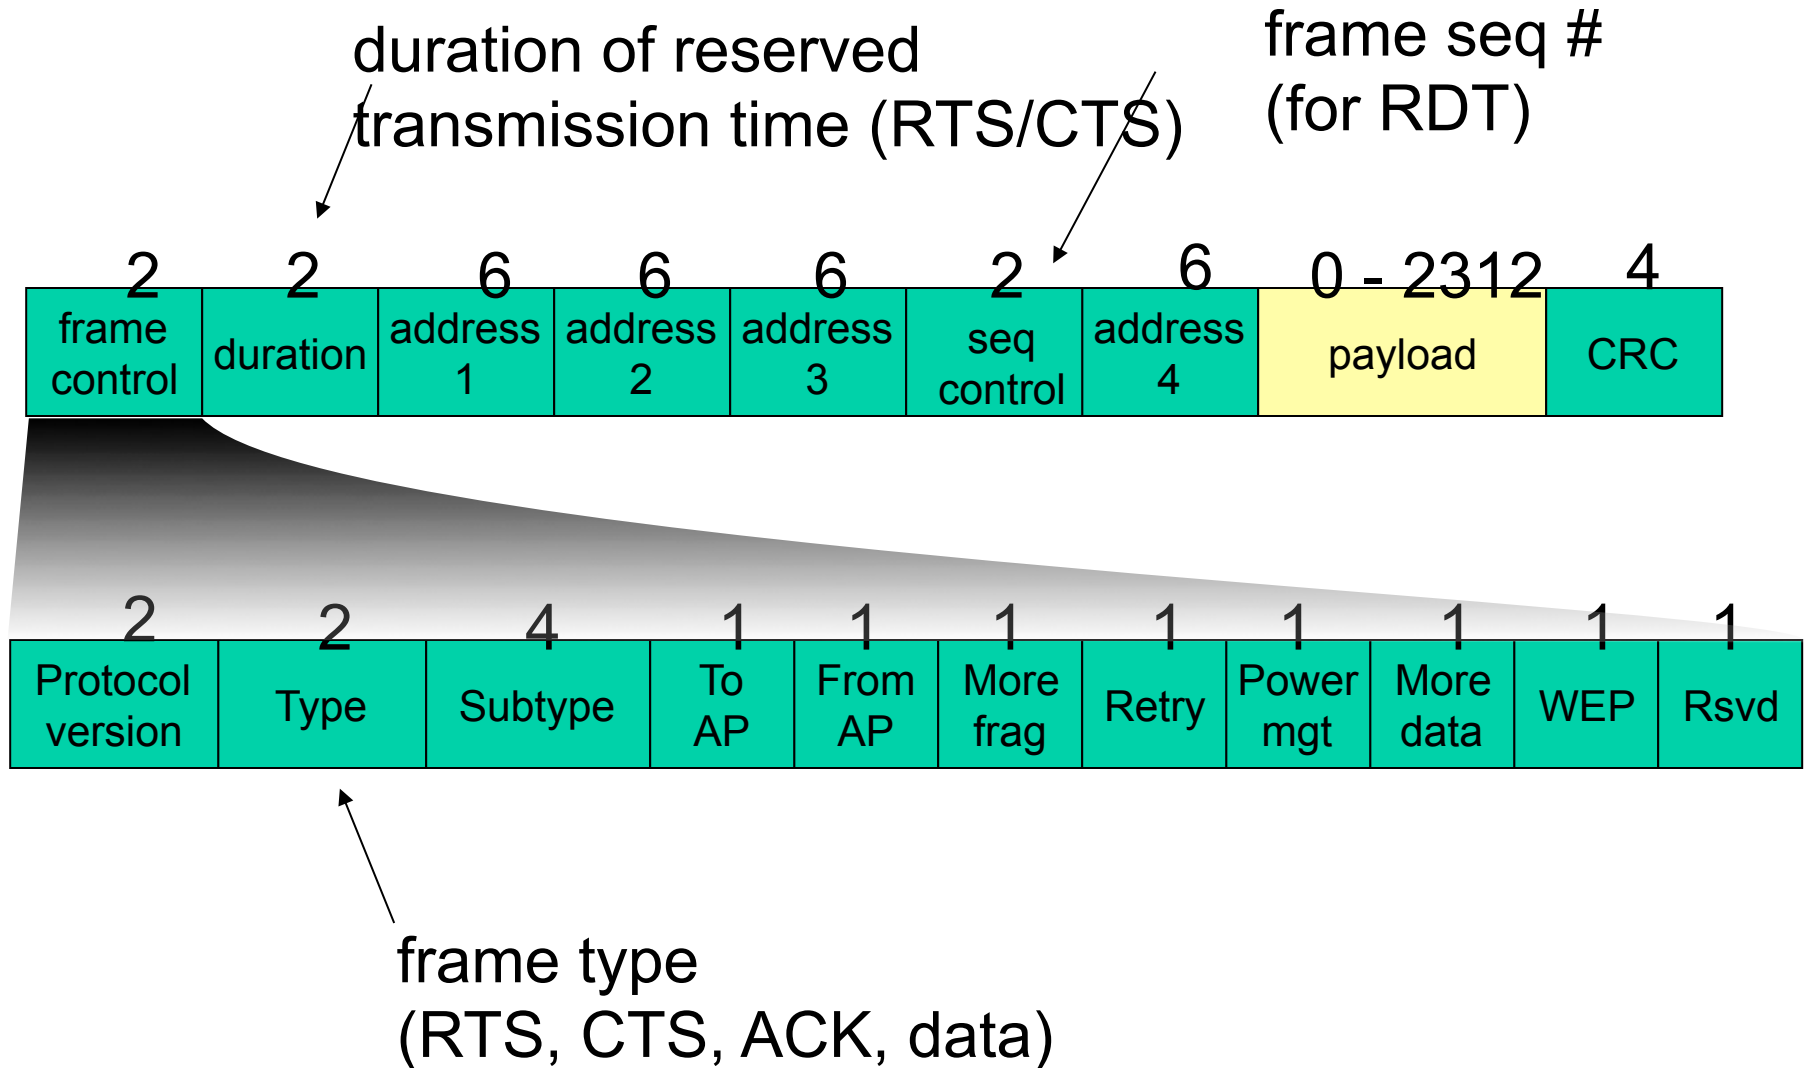 duration of reserved
transmission time (RTS/CTS)
frame seq #
(for RDT)
2 2 6 6 6 2 6 0 - 2312 4
frame control
duration
address 1
address 2
address 3
seq control
address 4
payload
CRC
2 2 4 1 1 1 1 1 1 1 1
Protocol version
Type
Subtype
To AP
From AP
More frag
Retry
Power mgt
More data
WEP
Rsvd
frame type
(RTS, CTS, ACK, data)